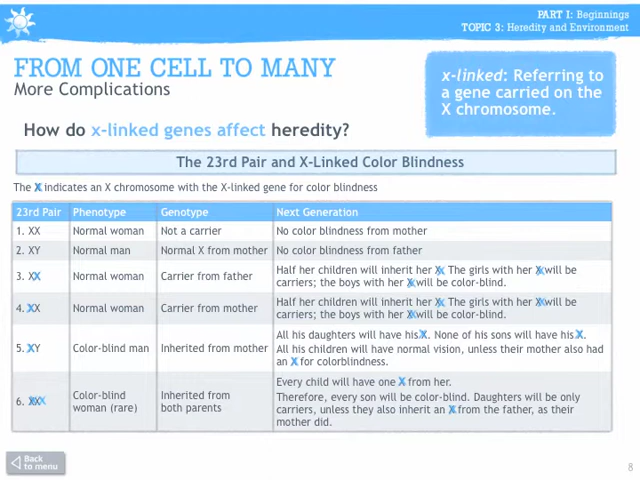 PART I: Beginnings
TOPIC 3: Heredity and Environment
FROM ONE CELL TO MANY
More Complications
x-linked: Referring to
a gene carried on the
X chromosome.
How do x-linked genes affect heredity?
The 23rd Pair and X-Linked Color Blindness
The X indicates an X chromosome with the X-linked gene for color blindness
23rd Pair Phenotype Genotype Next Generation
1. XX Normal woman Not a carrier No color blindness from mother
2. XY Normal man Normal X from mother No color blindness from father
3. XX Normal woman Carrier from father Half her children will inherit her X. The girls with her X will be
carriers; the boys with her X will be color-blind.
4. XX Normal woman Carrier from mother Half her children will inherit her X. The girls with her X will be
carriers; the boys with her X will be color-blind.
5. XY Color-blind man Inherited from mother All his daughters will have his X. None of his sons will have his X.
All his children will have normal vision, unless their mother also had
an X for colorblindness.
6. XX Color-blind
woman (rare) Inherited from
both parents Every child will have one X from her.
Therefore, every son will be color-blind. Daughters will be only
carriers, unless they also inherit an X from the father, as their
mother did.
Back
to menu
8